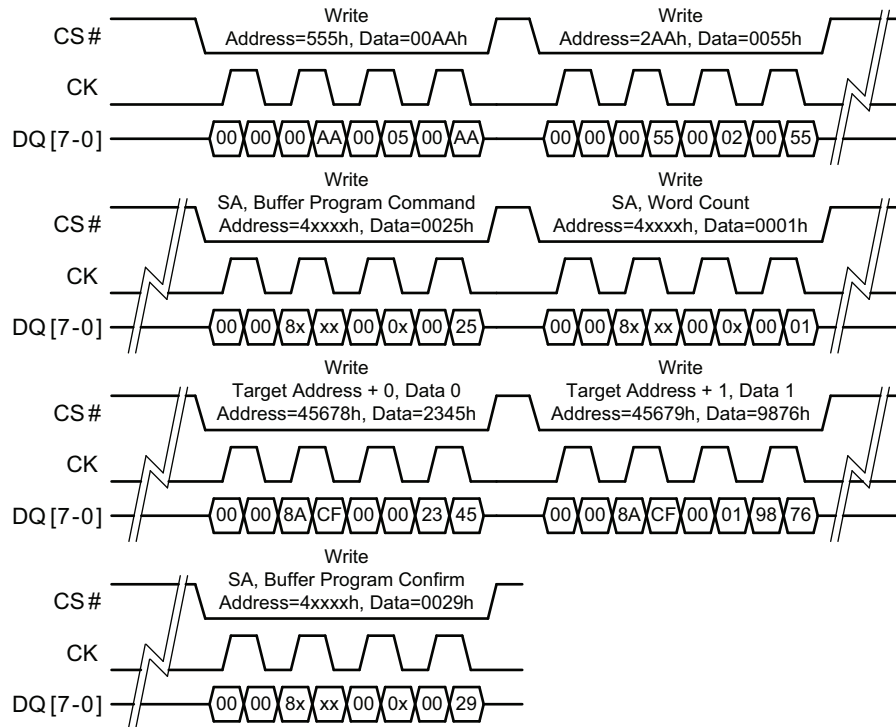 Write Write
CS# Address=555h, Data=00AAh Address=2AAh, Data=0055h
CK
DQ[7-0] 00 00 00 AA 00 05 00 AA 00 00 00 55 00 02 00 55
Write Write
SA, Buffer Program Command SA, Word Count
CS# Address=4xxxxh, Data=0025h Address=4xxxxh, Data=0001h
CK
DQ[7-0] 00 00 8x xx 00 0x 00 25 00 00 8x xx 00 0x 00 01
Write Write
Target Address + 0, Data 0 Target Address + 1, Data 1
CS# Address=45678h, Data=2345h Address=45679h, Data=9876h
CK
DQ[7-0] 00 00 8A CF 00 00 23 45 00 00 8A CF 00 01 98 76
Write
SA, Buffer Program Confirm
CS# Address=4xxxxh, Data=0029h
CK
DQ[7-0] 00 00 8x xx 00 0x 00 29